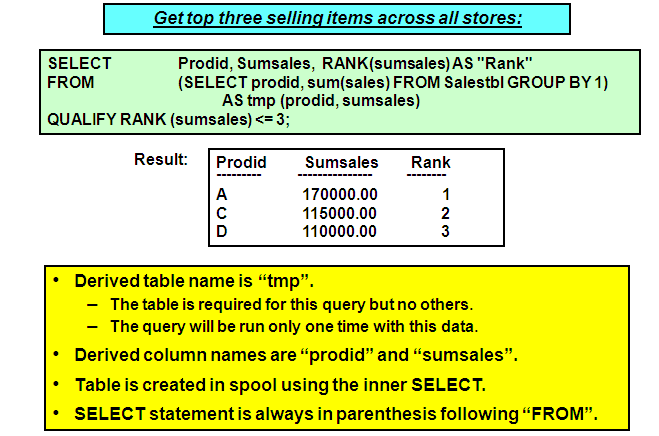 Get top three selling items across all stores:
SELECT Prodid, Sumsales, RANK(sumsales) AS "Rank"
FROM (SELECT prodid, sum(sales) FROM Salestbl GROUP BY 1)
AS tmp (prodid, sumsales)
QUALIFY RANK (sumsales) <= 3;
Result:
Prodid Sumsales Rank
--------- --------------- --------
A 170000.00 1
C 115000.00 2
D 110000.00 3
• Derived table name is “tmp”.
– The table is required for this query but no others.
– The query will be run only one time with this data.
• Derived column names are “prodid” and “sumsales”.
• Table is created in spool using the inner SELECT.
• SELECT statement is always in parenthesis following “FROM”.